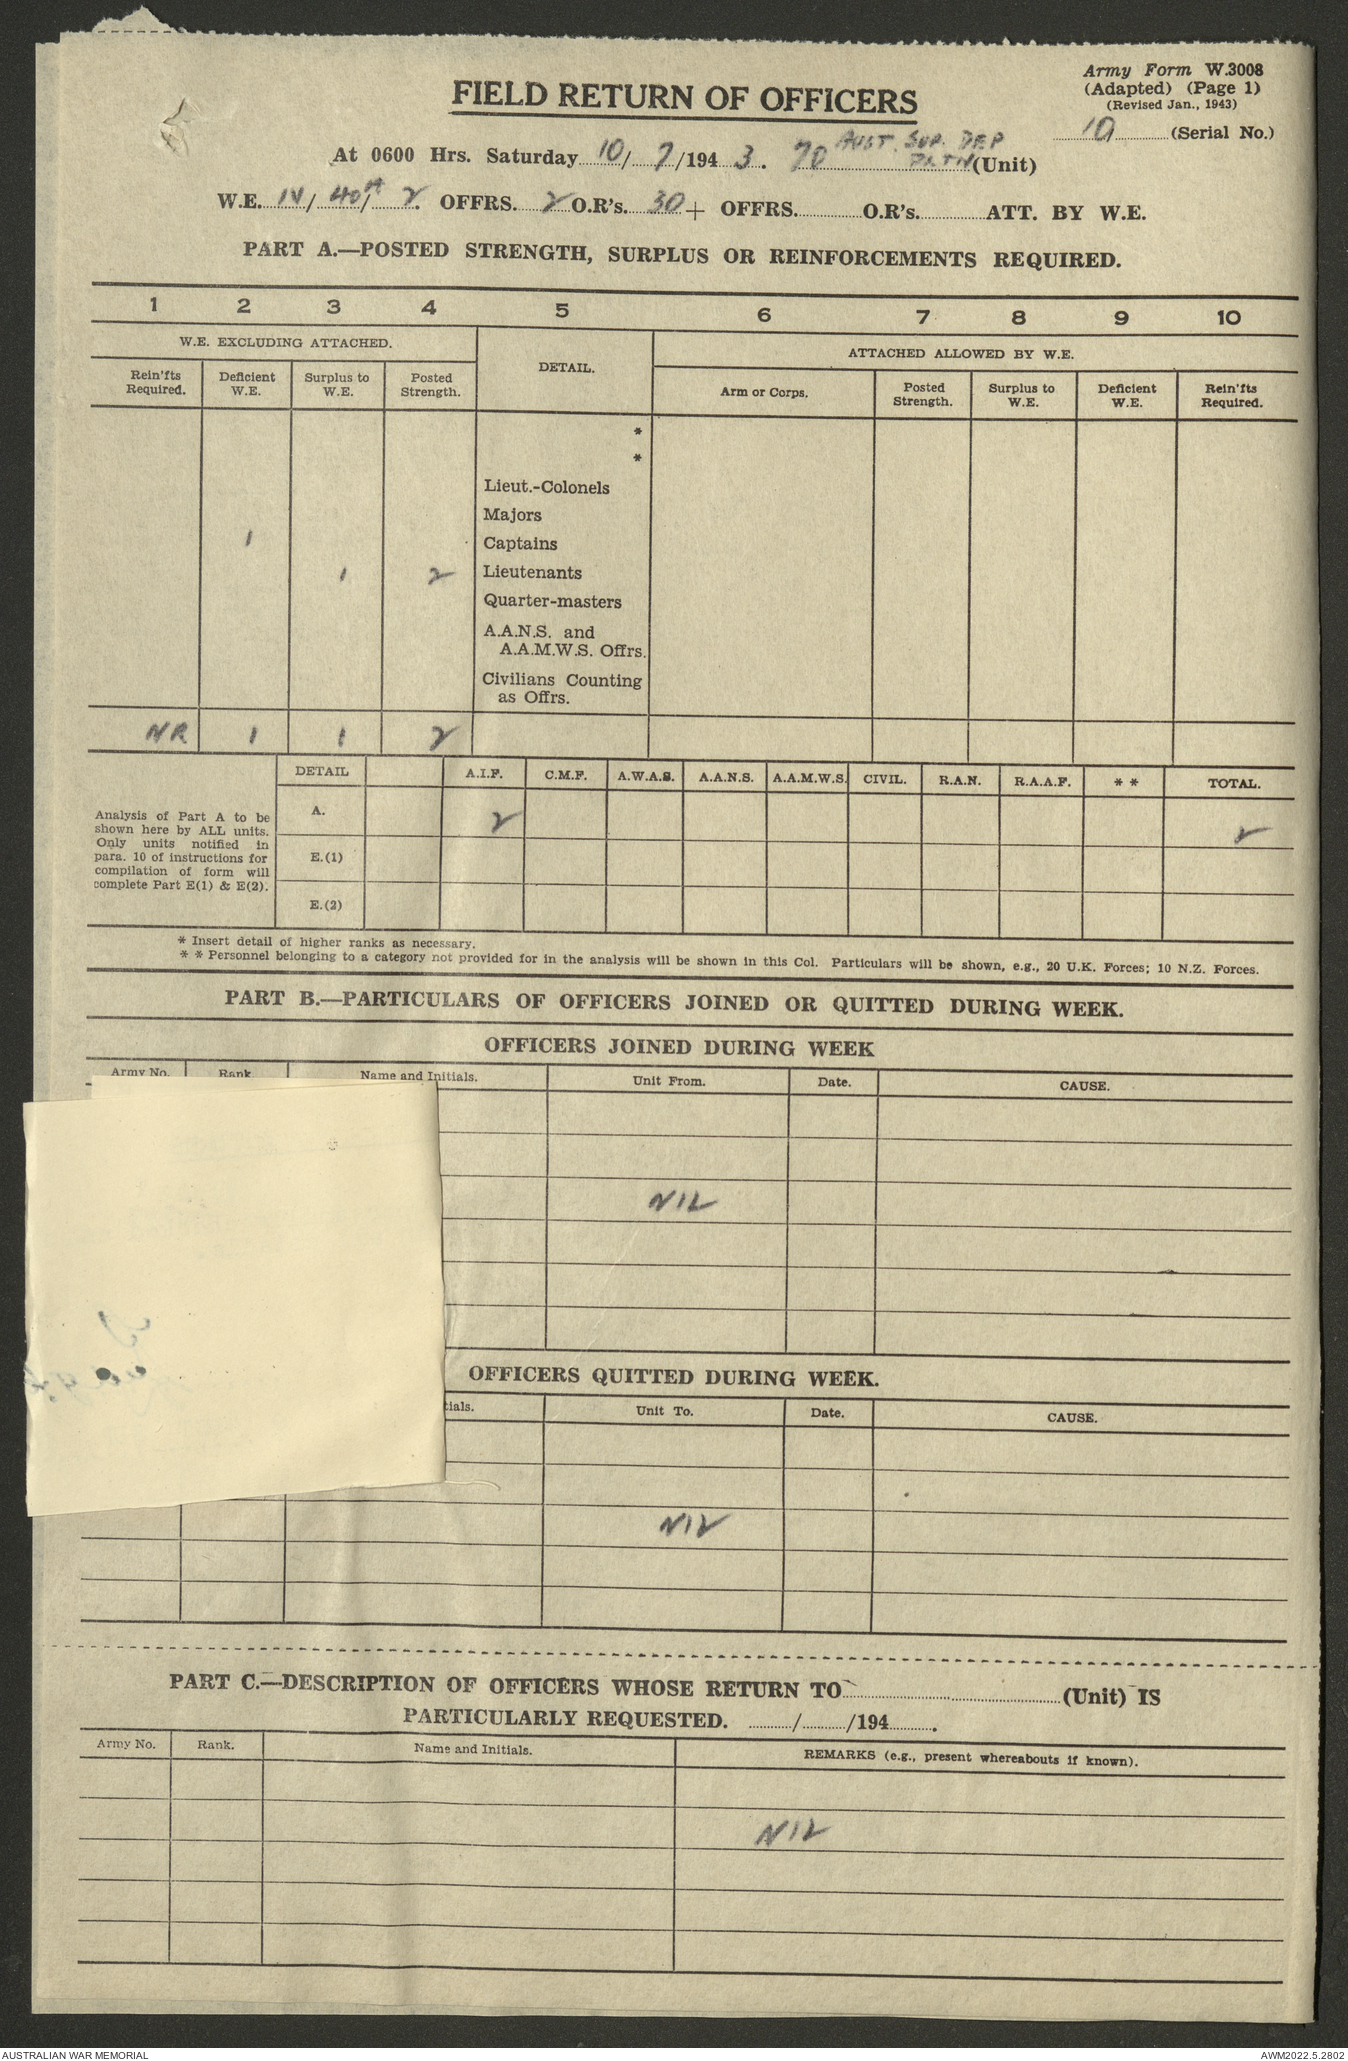 Army Form W.3008
(Adapted) (Page 1)
(Revised Jan., 1943)
10 (Serial No.)
FIELD RETURN OF OFFICERS
At 0600 Hrs. Saturday 10/7/1943. 70 AUST. SUP. DEP PLTN (Unit)
W.E. IV/40A/2 OFFRS. 2 O.R's. 30 + OFFRS. O.R's. ATT. BY W.E.
PART A.—POSTED STRENGTH, SURPLUS OR REINFORCEMENTS REQUIRED.
1 2 3 4 5 6 7 8 9 10
W.E. EXCLUDING ATTACHED. DETAIL. ATTACHED ALLOWED BY W.E.
Rein'fts Required. Deficient W.E. Surplus to W.E. Posted Strength. Arm or Corps. Posted Strength. Surplus to W.E. Deficient W.E. Rein'fts Required.
*
*
Lieut.-Colonels
Majors
1 Captains
1 2 Lieutenants
Quarter-masters
A.A.N.S. and
A.A.M.W.S. Offrs.
Civilians Counting
as Offrs.
NR 1 1 2
DETAIL A.I.F. C.M.F. A.W.A.S. A.A.N.S. A.A.M.W.S. CIVIL. R.A.N. R.A.A.F. * * TOTAL.
Analysis of Part A to be
shown here by ALL units.
Only units notified in
para. 10 of instructions for
compilation of form will
complete Part E(1) & E(2).
A. 2 2
E.(1)
E.(2)
* Insert detail of higher ranks as necessary.
* * Personnel belonging to a category not provided for in the analysis will be shown in this Col. Particulars will be shown, e.g., 20 U.K. Forces; 10 N.Z. Forces.
PART B.—PARTICULARS OF OFFICERS JOINED OR QUITTED DURING WEEK.
OFFICERS JOINED DURING WEEK
Army No. Rank Name and Initials. Unit From. Date. CAUSE.
NIL
OFFICERS QUITTED DURING WEEK.
tials. Unit To. Date. CAUSE.
NIL
PART C.—DESCRIPTION OF OFFICERS WHOSE RETURN TO (Unit) IS
PARTICULARLY REQUESTED. / /194 .
Army No. Rank. Name and Initials. REMARKS (e.g., present whereabouts if known).
NIL
AUSTRALIAN WAR MEMORIAL AWM2022.5.2802